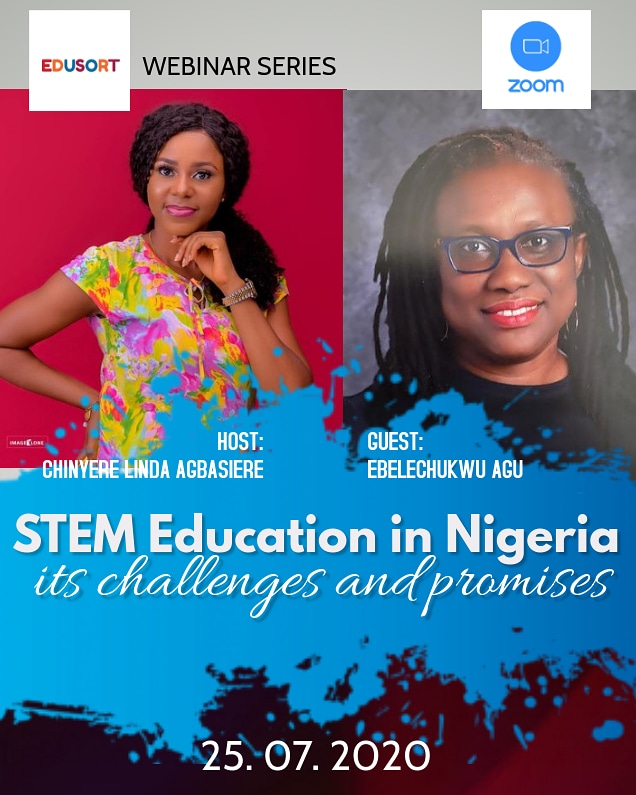 EDUSORT
WEBINAR SERIES
zoom
IMAGECLONE
HOST:
CHINYERE LINDA AGBASIERE
GUEST:
EBELECHUKWU AGU
STEM Education in Nigeria
its challenges and promises
25. 07. 2020